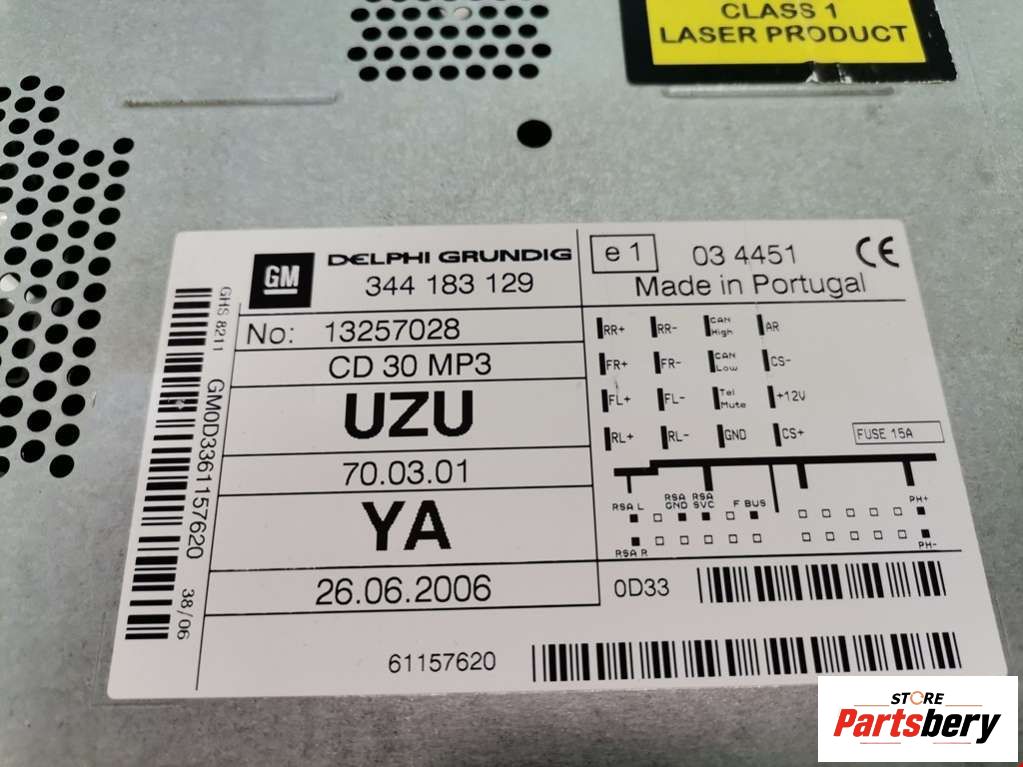 CLASS 1
LASER PRODUCT
GM
DELPHI GRUNDIG
344 183 129
e 1
03 4451
CE
Made in Portugal
No: 13257028
CD 30 MP3
UZU
70.03.01
YA
26.06.2006
RR+ RR- CAN High AR
FR+ FR- CAN Low CS-
FL+ FL- Tel Mute +12V
RL+ RL- GND CS+
FUSE 15A
RSA L RSA GND RSA SVC F BUS PH+
RSA R PH-
0D33
61157620
GHS 8211
GM0D3361157620
38/06
STORE
Partsbery